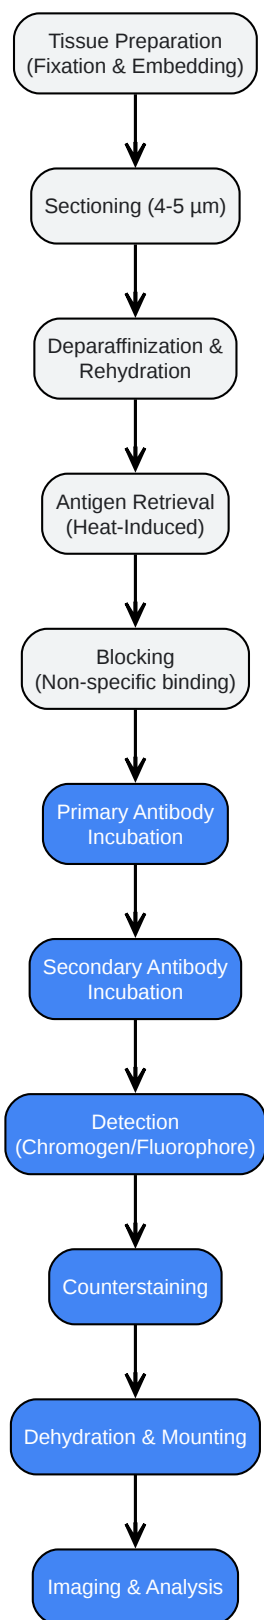 Tissue Preparation
(Fixation & Embedding)
Sectioning (4-5 µm)
Deparaffinization &
Rehydration
Antigen Retrieval
(Heat-Induced)
Blocking
(Non-specific binding)
Primary Antibody
Incubation
Secondary Antibody
Incubation
Detection
(Chromogen/Fluorophore)
Counterstaining
Dehydration & Mounting
Imaging & Analysis